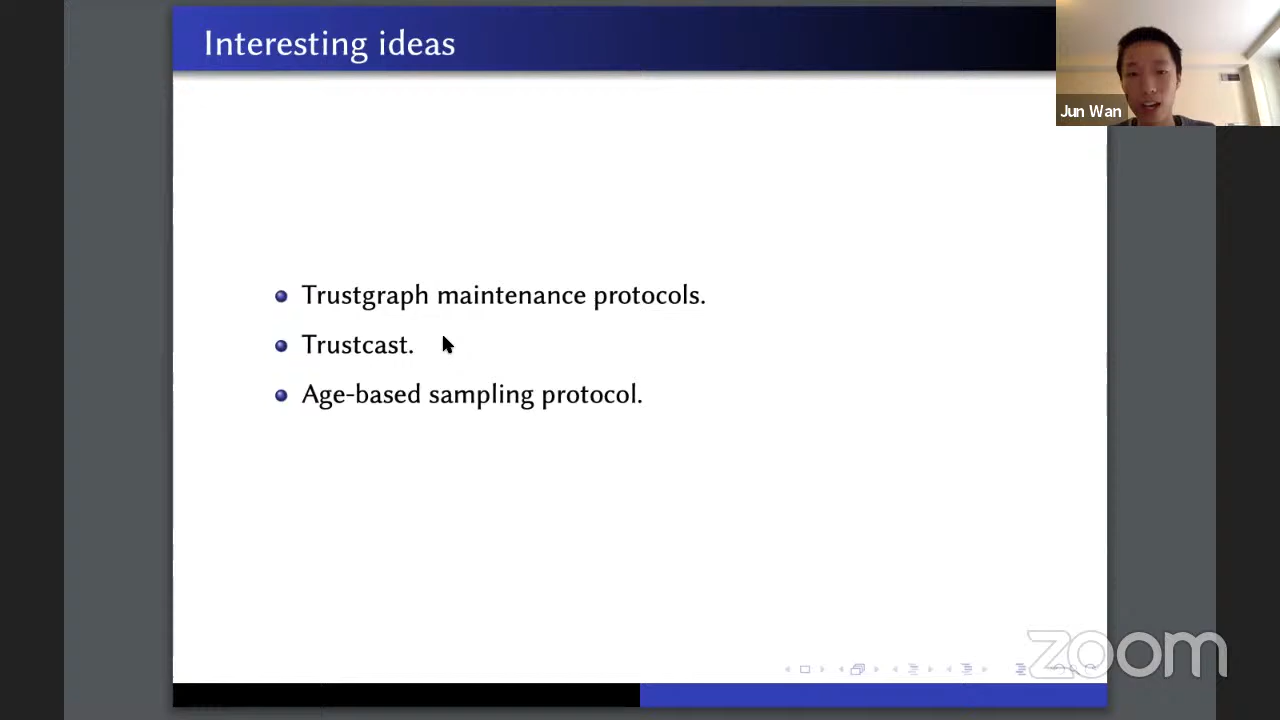 Interesting ideas
Jun Wan
Trustgraph maintenance protocols.
Trustcast.
Age-based sampling protocol.
zoom